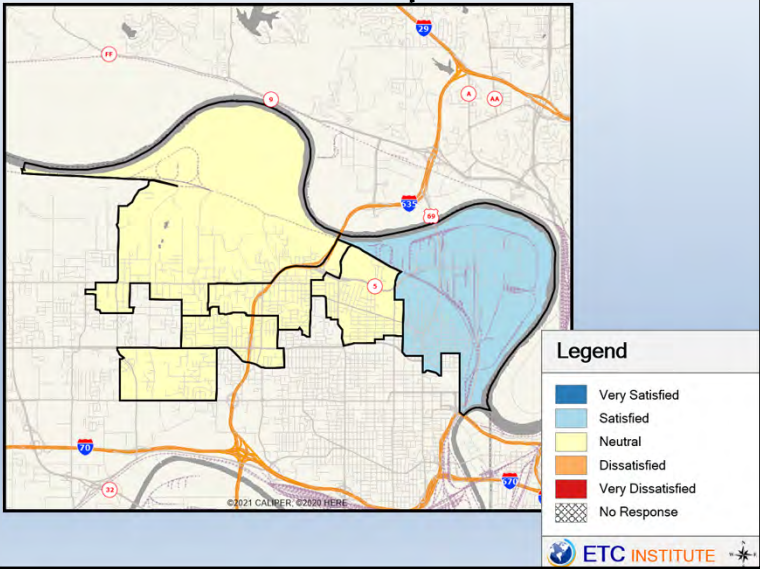 29
FF
A
AA
9
635
69
5
70
32
670
©2021 CALIPER; ©2020 HERE
Legend
Very Satisfied
Satisfied
Neutral
Dissatisfied
Very Dissatisfied
No Response
ETC INSTITUTE